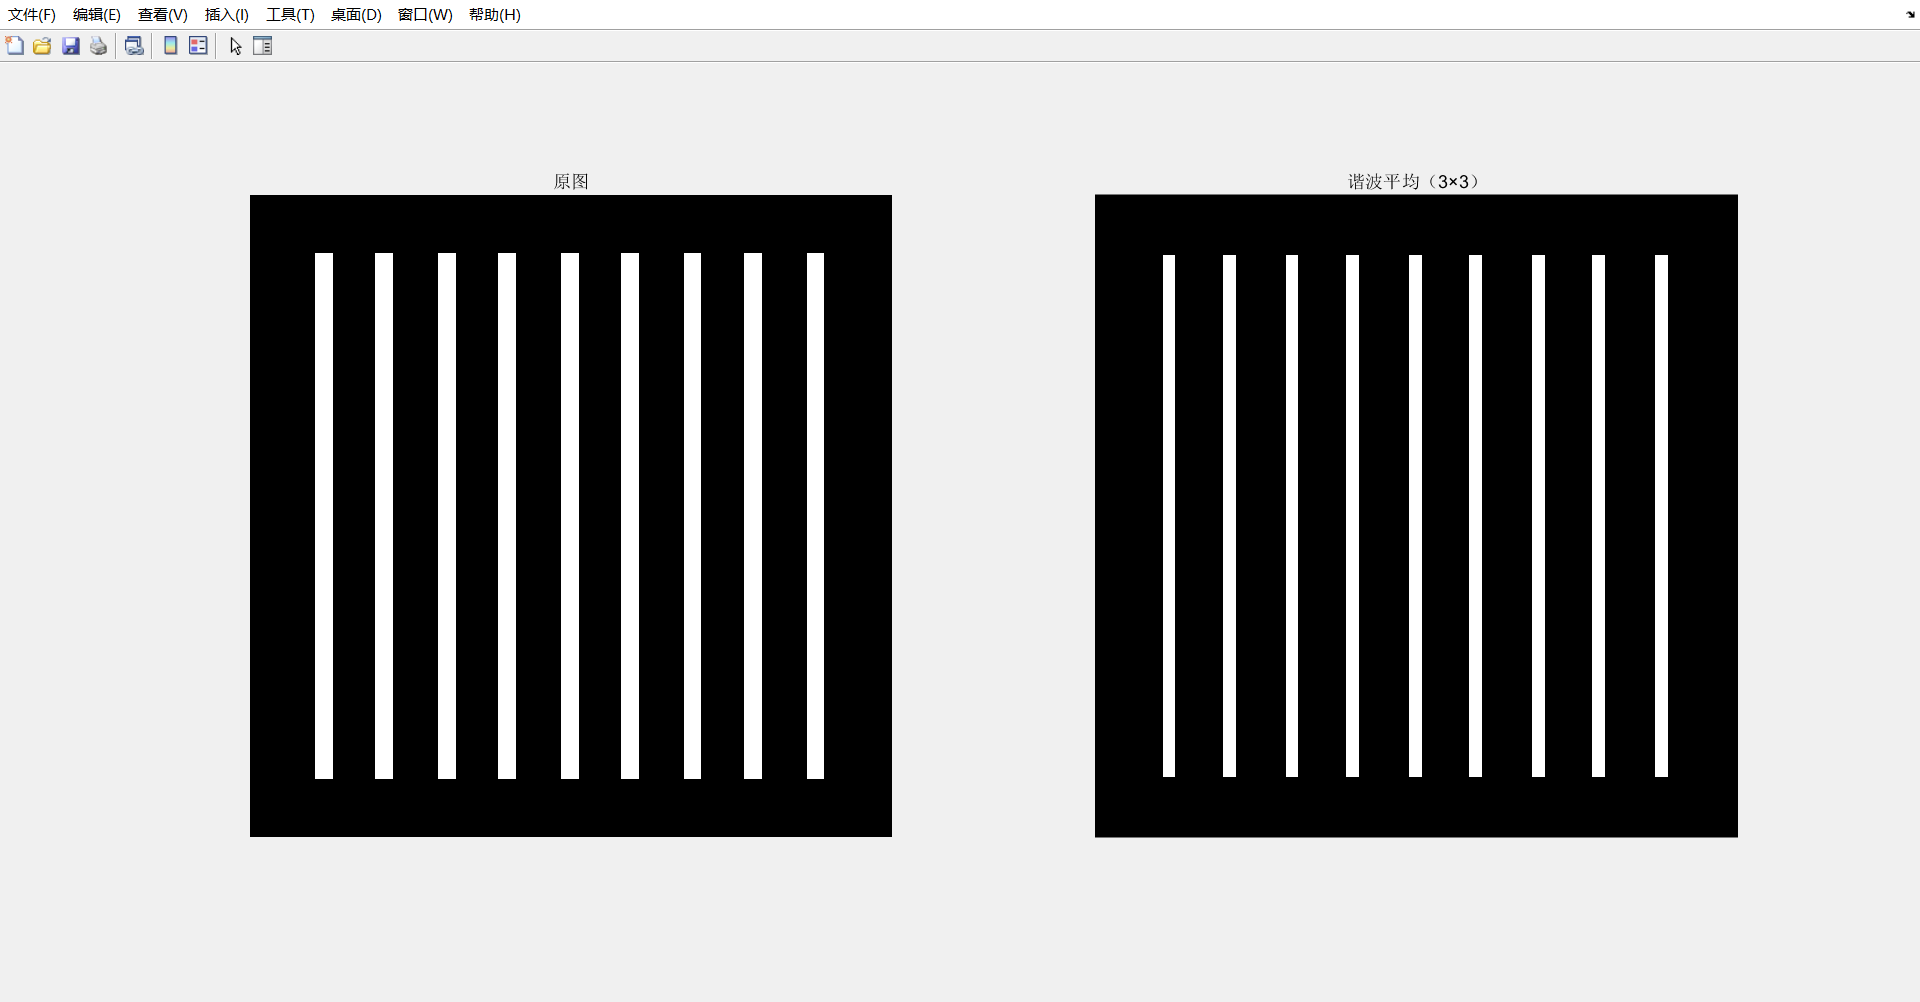 文件(F) 编辑(E) 查看(V) 插入(I) 工具(T) 桌面(D) 窗口(W) 帮助(H)
原图
谐波平均（3×3）